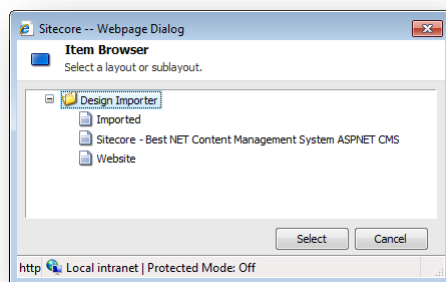 Sitecore -- Webpage Dialog
Item Browser
Select a layout or sublayout.
Design Importer
Imported
Sitecore - Best NET Content Management System ASPNET CMS
Website
Select Cancel
http Local intranet | Protected Mode: Off